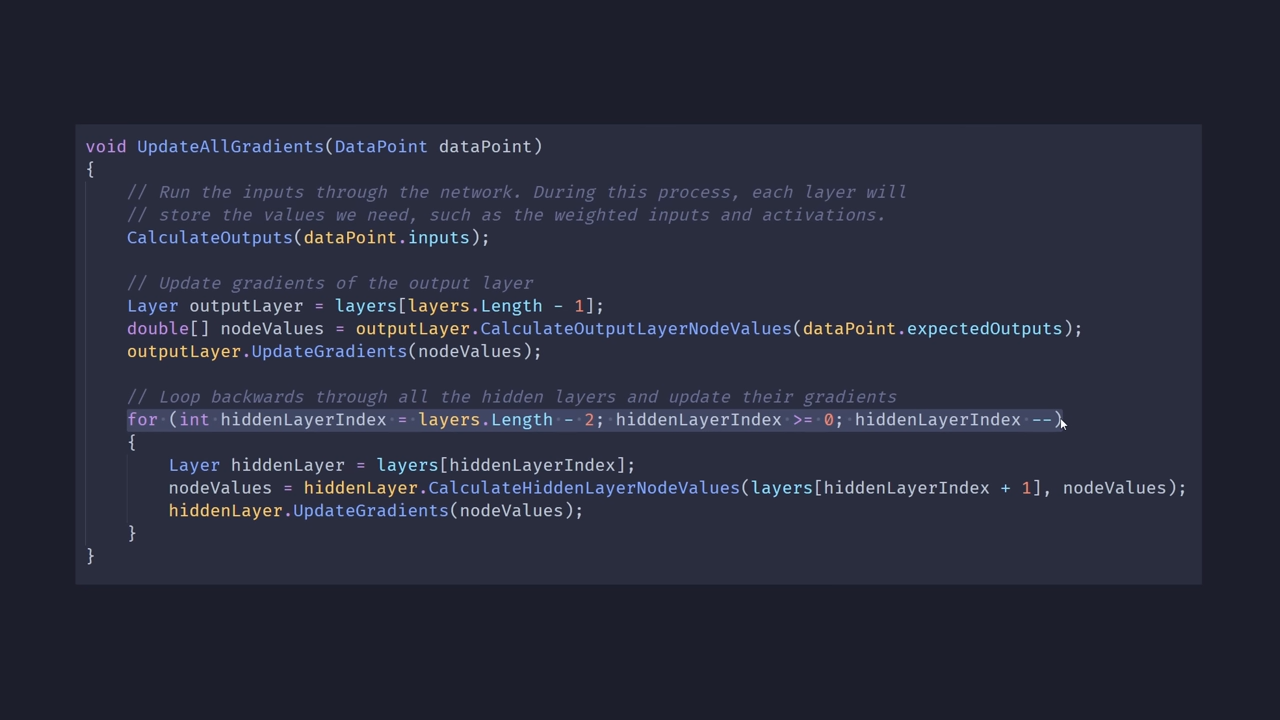 void UpdateAllGradients(DataPoint dataPoint)
{
// Run the inputs through the network. During this process, each layer will
// store the values we need, such as the weighted inputs and activations.
CalculateOutputs(dataPoint.inputs);
// Update gradients of the output layer
Layer outputLayer = layers[layers.Length - 1];
double[] nodeValues = outputLayer.CalculateOutputLayerNodeValues(dataPoint.expectedOutputs);
outputLayer.UpdateGradients(nodeValues);
// Loop backwards through all the hidden layers and update their gradients
for (int hiddenLayerIndex = layers.Length - 2; hiddenLayerIndex >= 0; hiddenLayerIndex --)
{
Layer hiddenLayer = layers[hiddenLayerIndex];
nodeValues = hiddenLayer.CalculateHiddenLayerNodeValues(layers[hiddenLayerIndex + 1], nodeValues);
hiddenLayer.UpdateGradients(nodeValues);
}
}